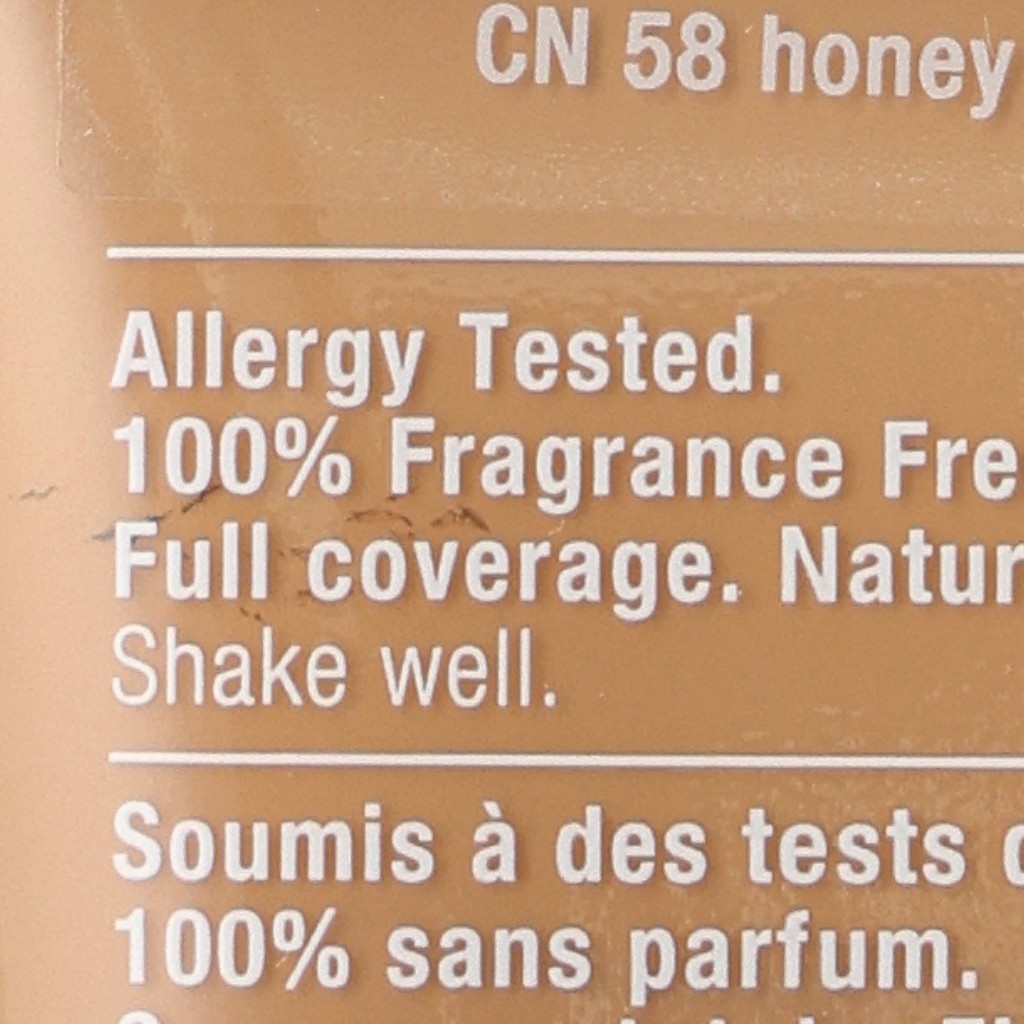 CN 58 honey
Allergy Tested.
100% Fragrance Fre
Full coverage. Natur
Shake well.
Soumis à des tests
100% sans parfum.